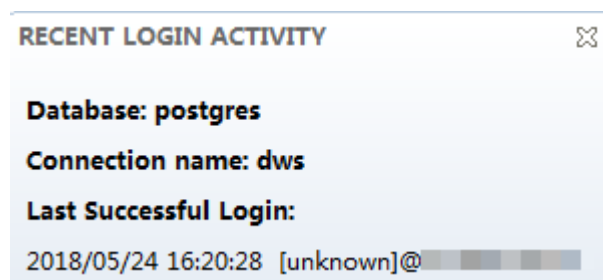 RECENT LOGIN ACTIVITY
Database: postgres
Connection name: dws
Last Successful Login:
2018/05/24 16:20:28 [unknown]@